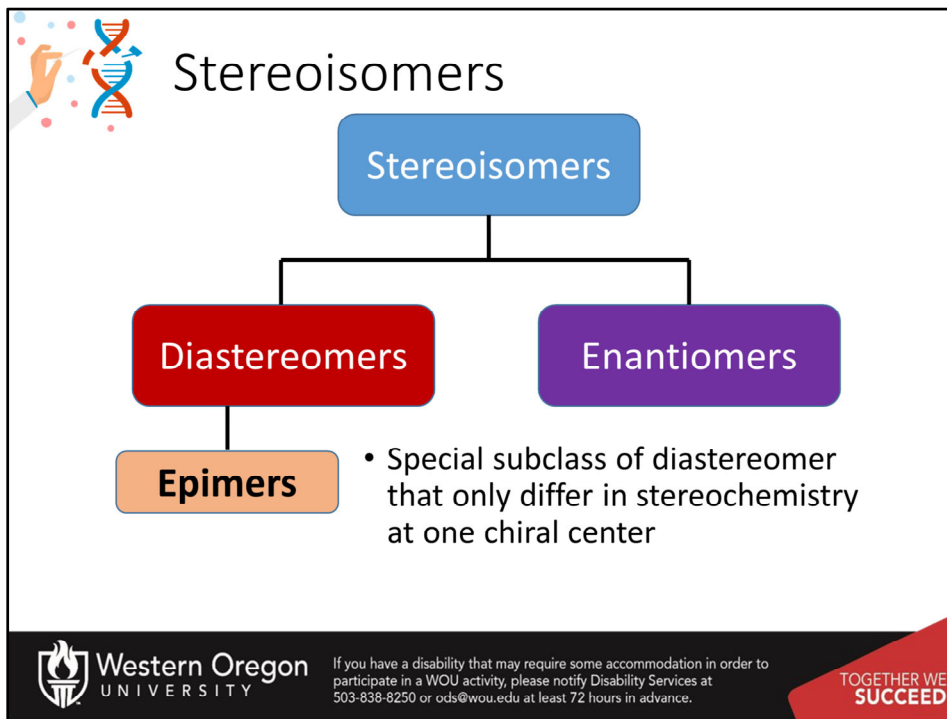 Stereoisomers
Stereoisomers
Diastereomers
Enantiomers
Epimers
• Special subclass of diastereomer
that only differ in stereochemistry
at one chiral center
Western Oregon
UNIVERSITY
If you have a disability that may require some accommodation in order to
participate in a WOU activity, please notify Disability Services at
503-838-8250 or ods@wou.edu at least 72 hours in advance.
TOGETHER WE
SUCCEED